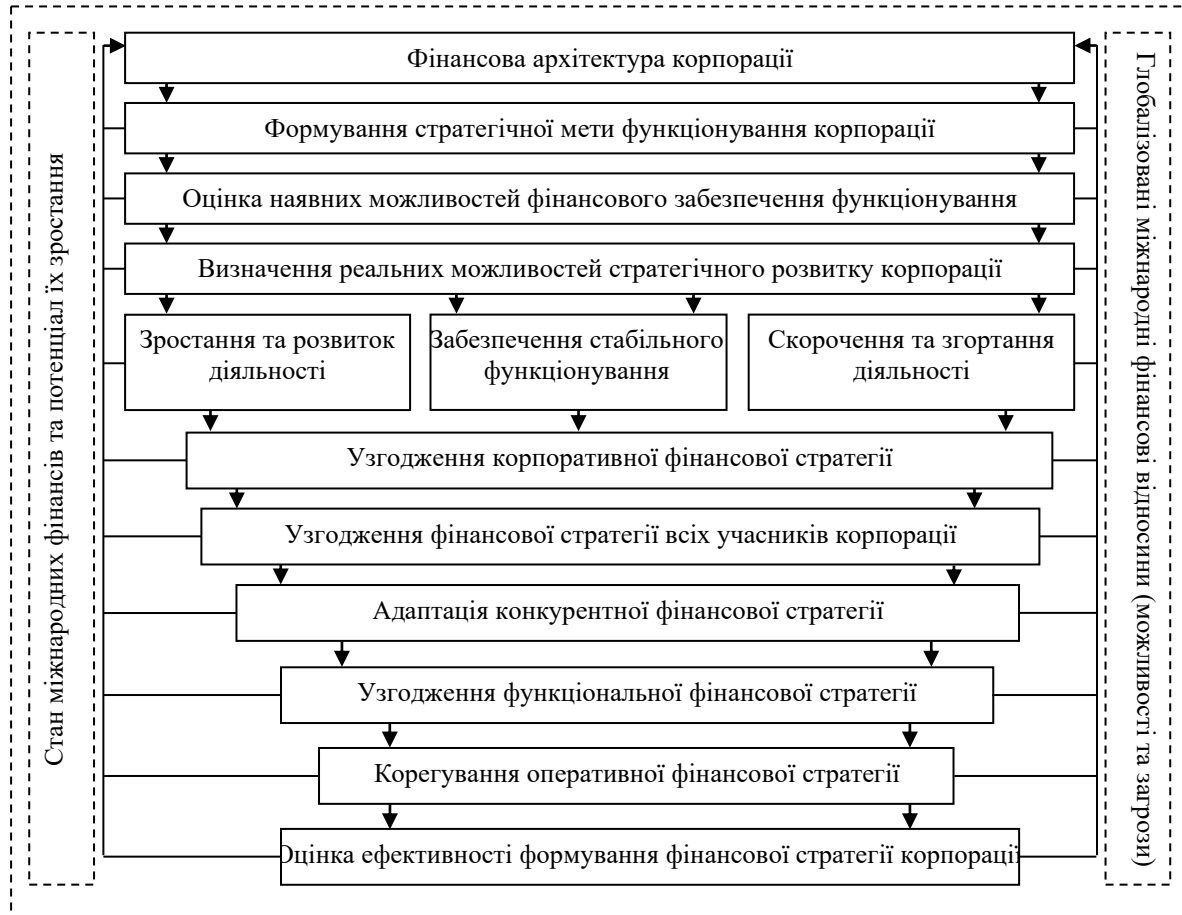 Стан міжнародних фінансів та потенціал їх зростання
Фінансова архітектура корпорації
Формування стратегічної мети функціонування корпорації
Оцінка наявних можливостей фінансового забезпечення функціонування
Визначення реальних можливостей стратегічного розвитку корпорації
Зростання та розвиток
діяльності
Забезпечення стабільного
функціонування
Скорочення та згортання
діяльності
Узгодження корпоративної фінансової стратегії
Узгодження фінансової стратегії всіх учасників корпорації
Адаптація конкурентної фінансової стратегії
Узгодження функціональної фінансової стратегії
Корегування оперативної фінансової стратегії
Оцінка ефективності формування фінансової стратегії корпорації
Глобалізовані міжнародні фінансові відносини (можливості та загрози)